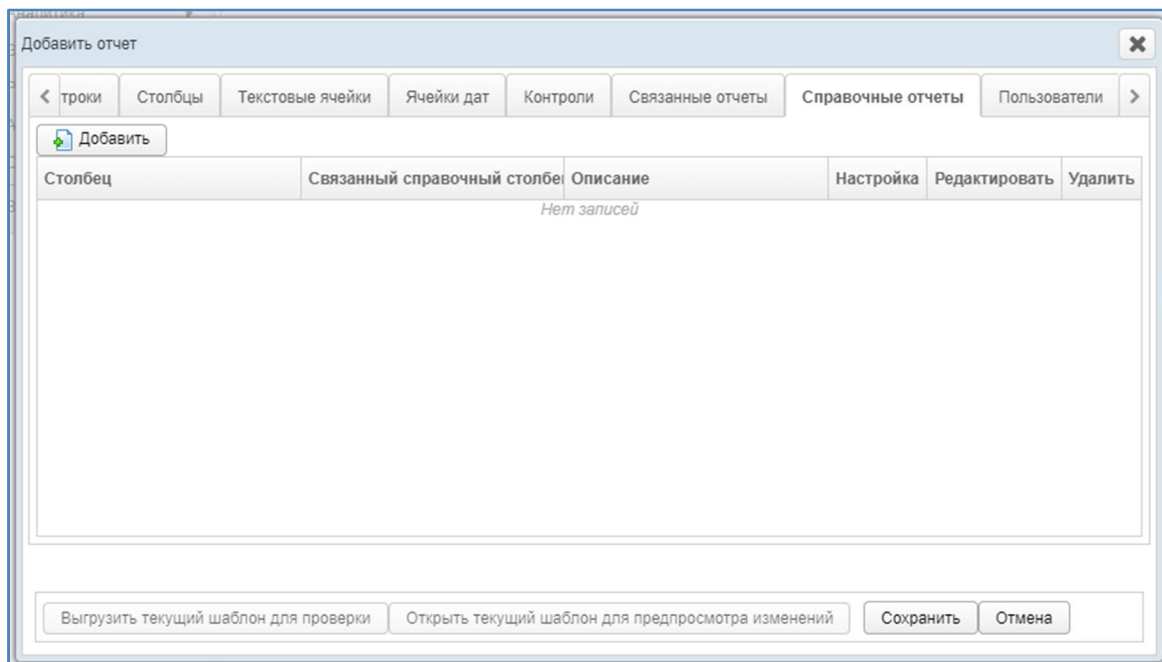 Добавить отчет
троки Столбцы Текстовые ячейки Ячейки дат Контроли Связанные отчеты Справочные отчеты Пользователи
Добавить
Столбец Связанный справочный столбе Описание Настройка Редактировать Удалить
Нет записей
Выгрузить текущий шаблон для проверки Открыть текущий шаблон для предпросмотра изменений Сохранить Отмена